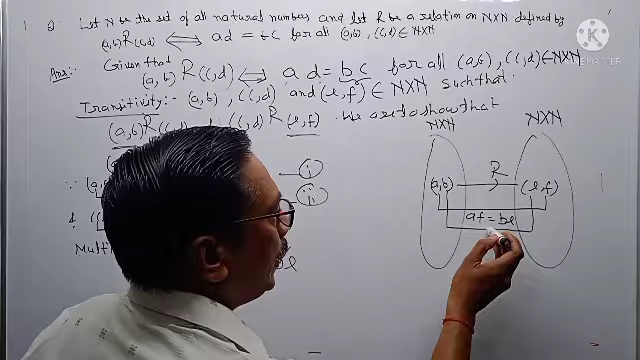 Q. Let N be the set of all natural numbers and let R be a relation on N×N defined by
(a,b)R(c,d) ⟺ ad = bc for all (a,b), (c,d) ∈ N×N
Ans:- Given that
(a,b) R (c,d) ⟺ ad = bc for all (a,b), (c,d) ∈ N×N
Transitivity:- (a,b), (c,d) and (e,f) ∈ N×N such that
(a,b)R(c,d) (c,d) R (e,f). We are to show that
N×N N×N
R
(a,b) (e,f)
(i)
(ii)
af = be
Mult
KINEMASTER